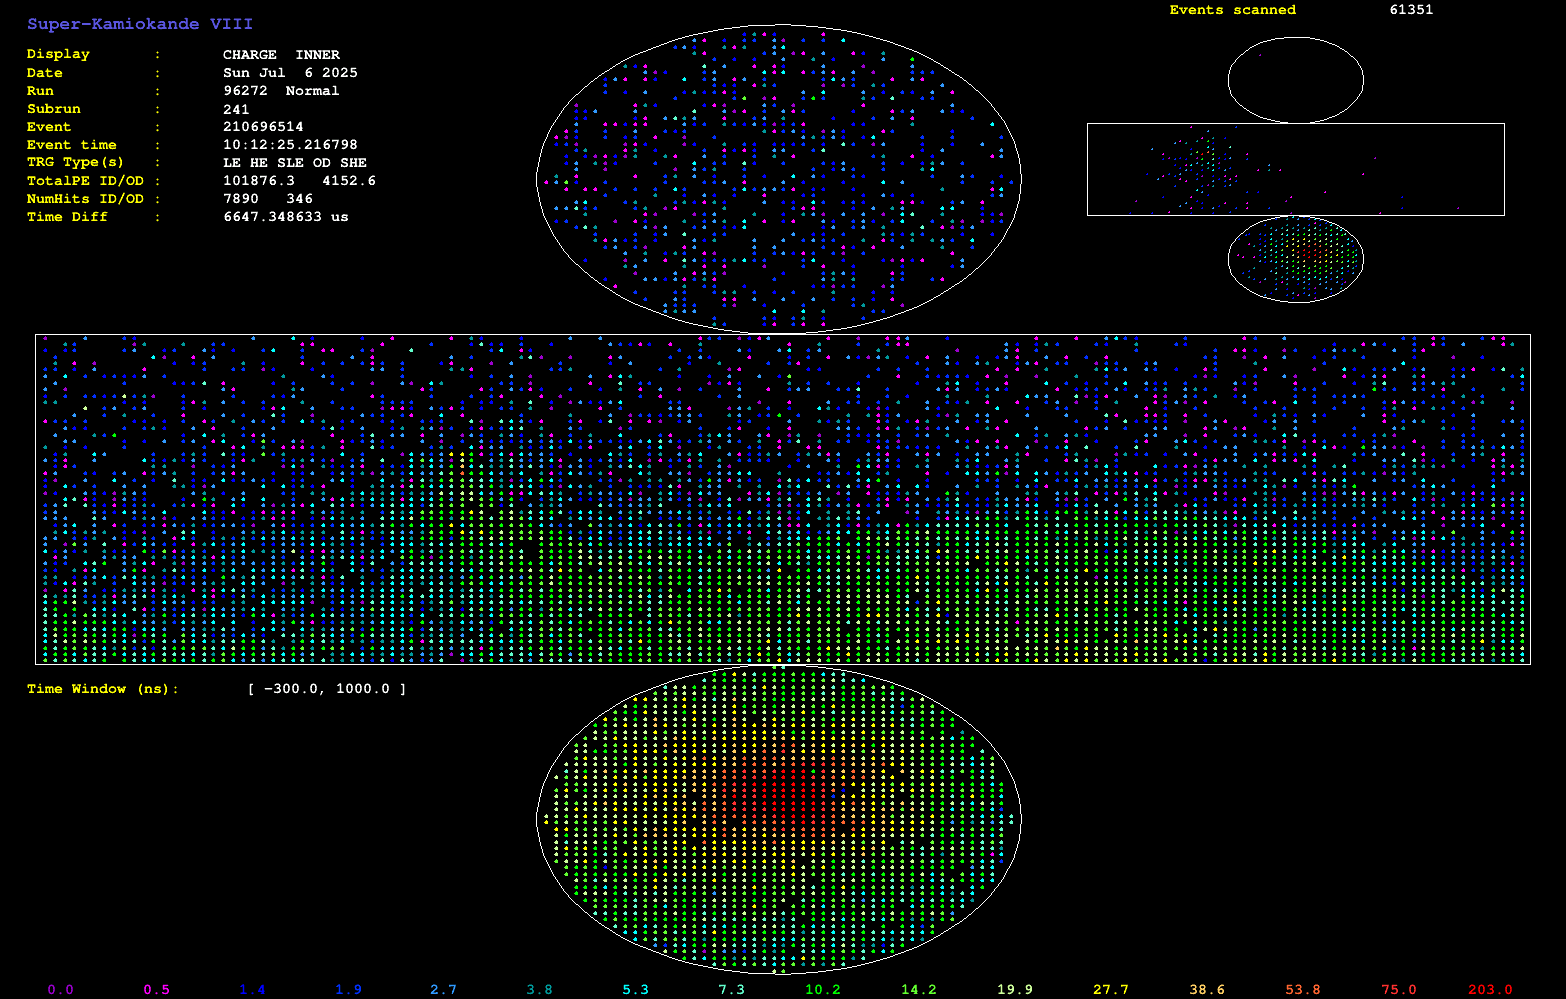 Super-Kamiokande VIII
Events scanned 61351
Display : CHARGE INNER
Date : Sun Jul 6 2025
Run : 96272 Normal
Subrun : 241
Event : 210696514
Event time : 10:12:25.216798
TRG Type(s) : LE HE SLE OD SHE
TotalPE ID/OD : 101876.3 4152.6
NumHits ID/OD : 7890 346
Time Diff : 6647.348633 us
Time Window (ns): [ -300.0, 1000.0 ]
0.0 0.5 1.4 1.9 2.7 3.8 5.3 7.3 10.2 14.2 19.9 27.7 38.6 53.8 75.0 203.0